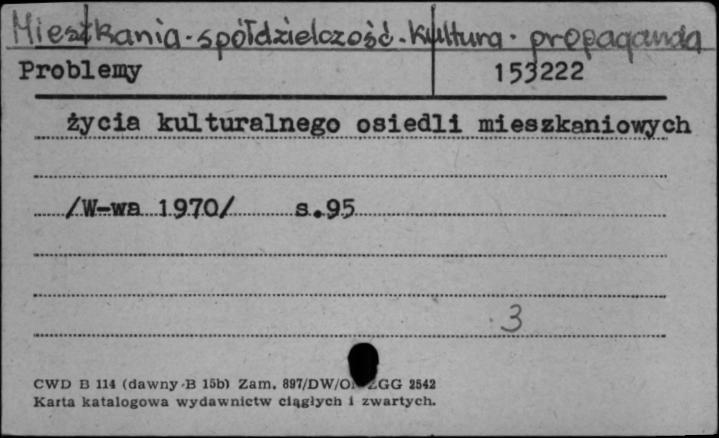 Mieszkania - spółdzielczość - kultura - propaganda
Problemy 153222
życia kulturalnego osiedli mieszkaniowych
/W-wa 1970/ s.95
3
CWD B 114 (dawny B 15b) Zam. 897/DW/O ZGG 2542
Karta katalogowa wydawnictw ciągłych i zwartych.